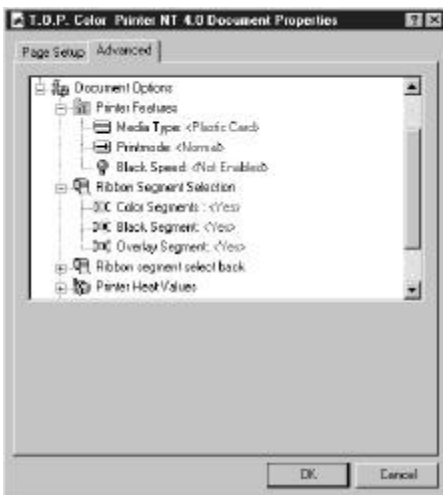 T.O.P. Color Printer NT 4.0 Document Properties
Page Setup Advanced
Document Options
Printer Features
Media Type: <Plastic Card>
Printmode: <Normal>
Black Speed: <Not Enabled>
Ribbon Segment Selection
Color Segments : <Yes>
Black Segment: <Yes>
Overlay Segment: <Yes>
Ribbon segment select back
Printer Heat Values
OK Cancel